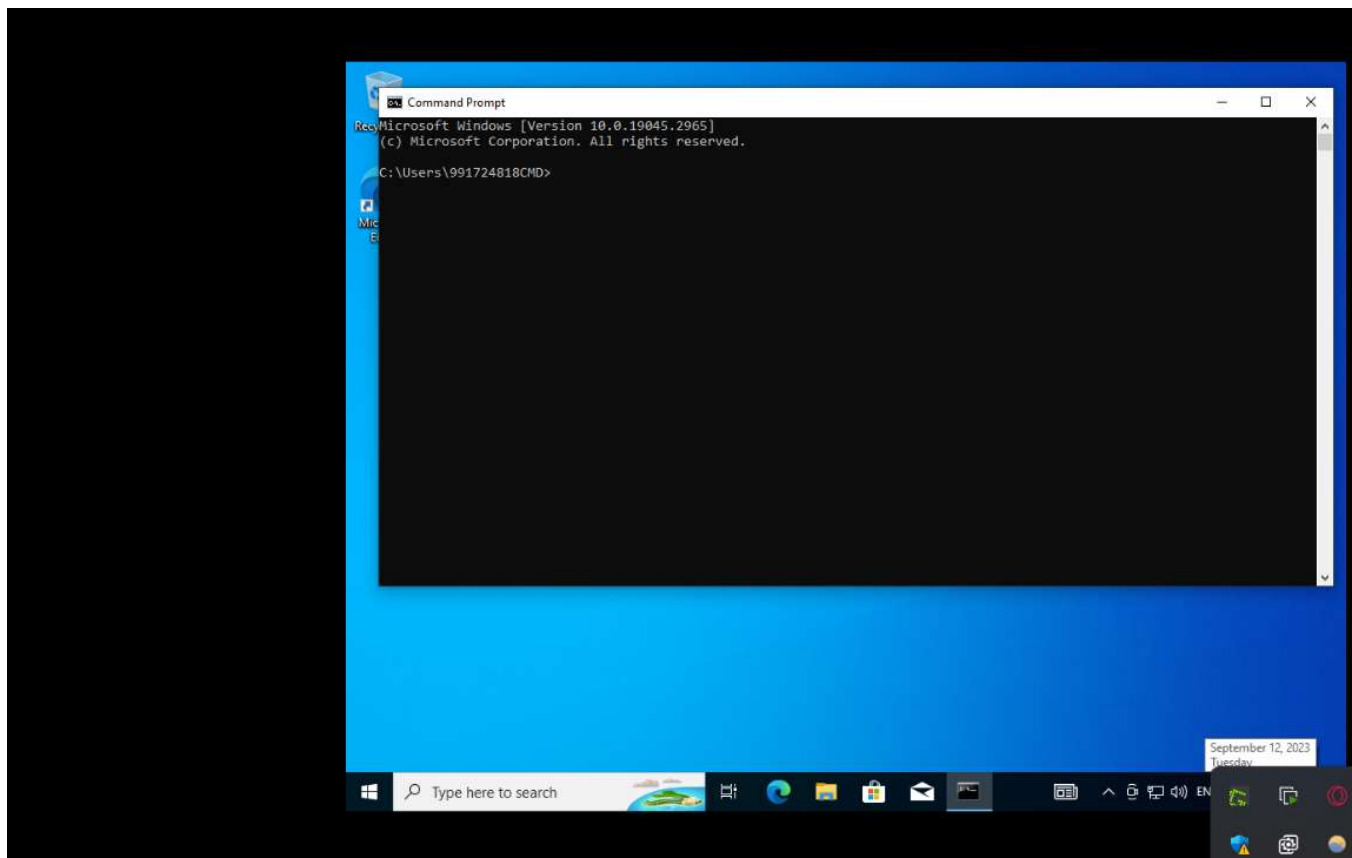 Command Prompt
Microsoft Windows [Version 10.0.19045.2965]
(c) Microsoft Corporation. All rights reserved.
C:\Users\991724818CMD>
September 12, 2023
Tuesday
Type here to search
EN